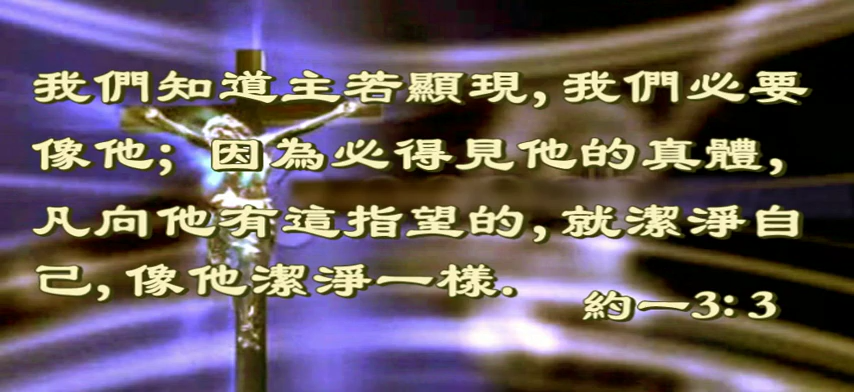 我們知道主若顯現,我們必要
像他; 因為必得見他的真體,
凡向他有這指望的,就潔淨自
己,像他潔淨一樣.
約一3:3